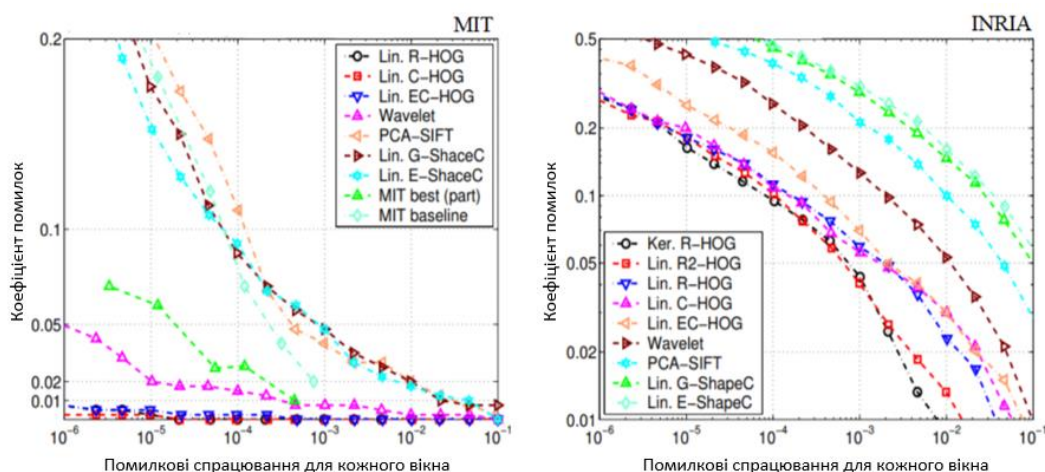 MIT
Коефіцієнт помилок
0.2
0.1
0.05
0.02
0.01
Lin. R-HOG
Lin. C-HOG
Lin. EC-HOG
Wavelet
PCA-SIFT
Lin. G-ShaceC
Lin. E-ShaceC
MIT best (part)
MIT baseline
10⁻⁶ 10⁻⁵ 10⁻⁴ 10⁻³ 10⁻² 10⁻¹
Помилкові спрацювання для кожного вікна
INRIA
Коефіцієнт помилок
0.5
0.2
0.1
0.05
0.02
0.01
Ker. R-HOG
Lin. R2-HOG
Lin. R-HOG
Lin. C-HOG
Lin. EC-HOG
Wavelet
PCA-SIFT
Lin. G-ShapeC
Lin. E-ShapeC
10⁻⁶ 10⁻⁵ 10⁻⁴ 10⁻³ 10⁻² 10⁻¹
Помилкові спрацювання для кожного вікна